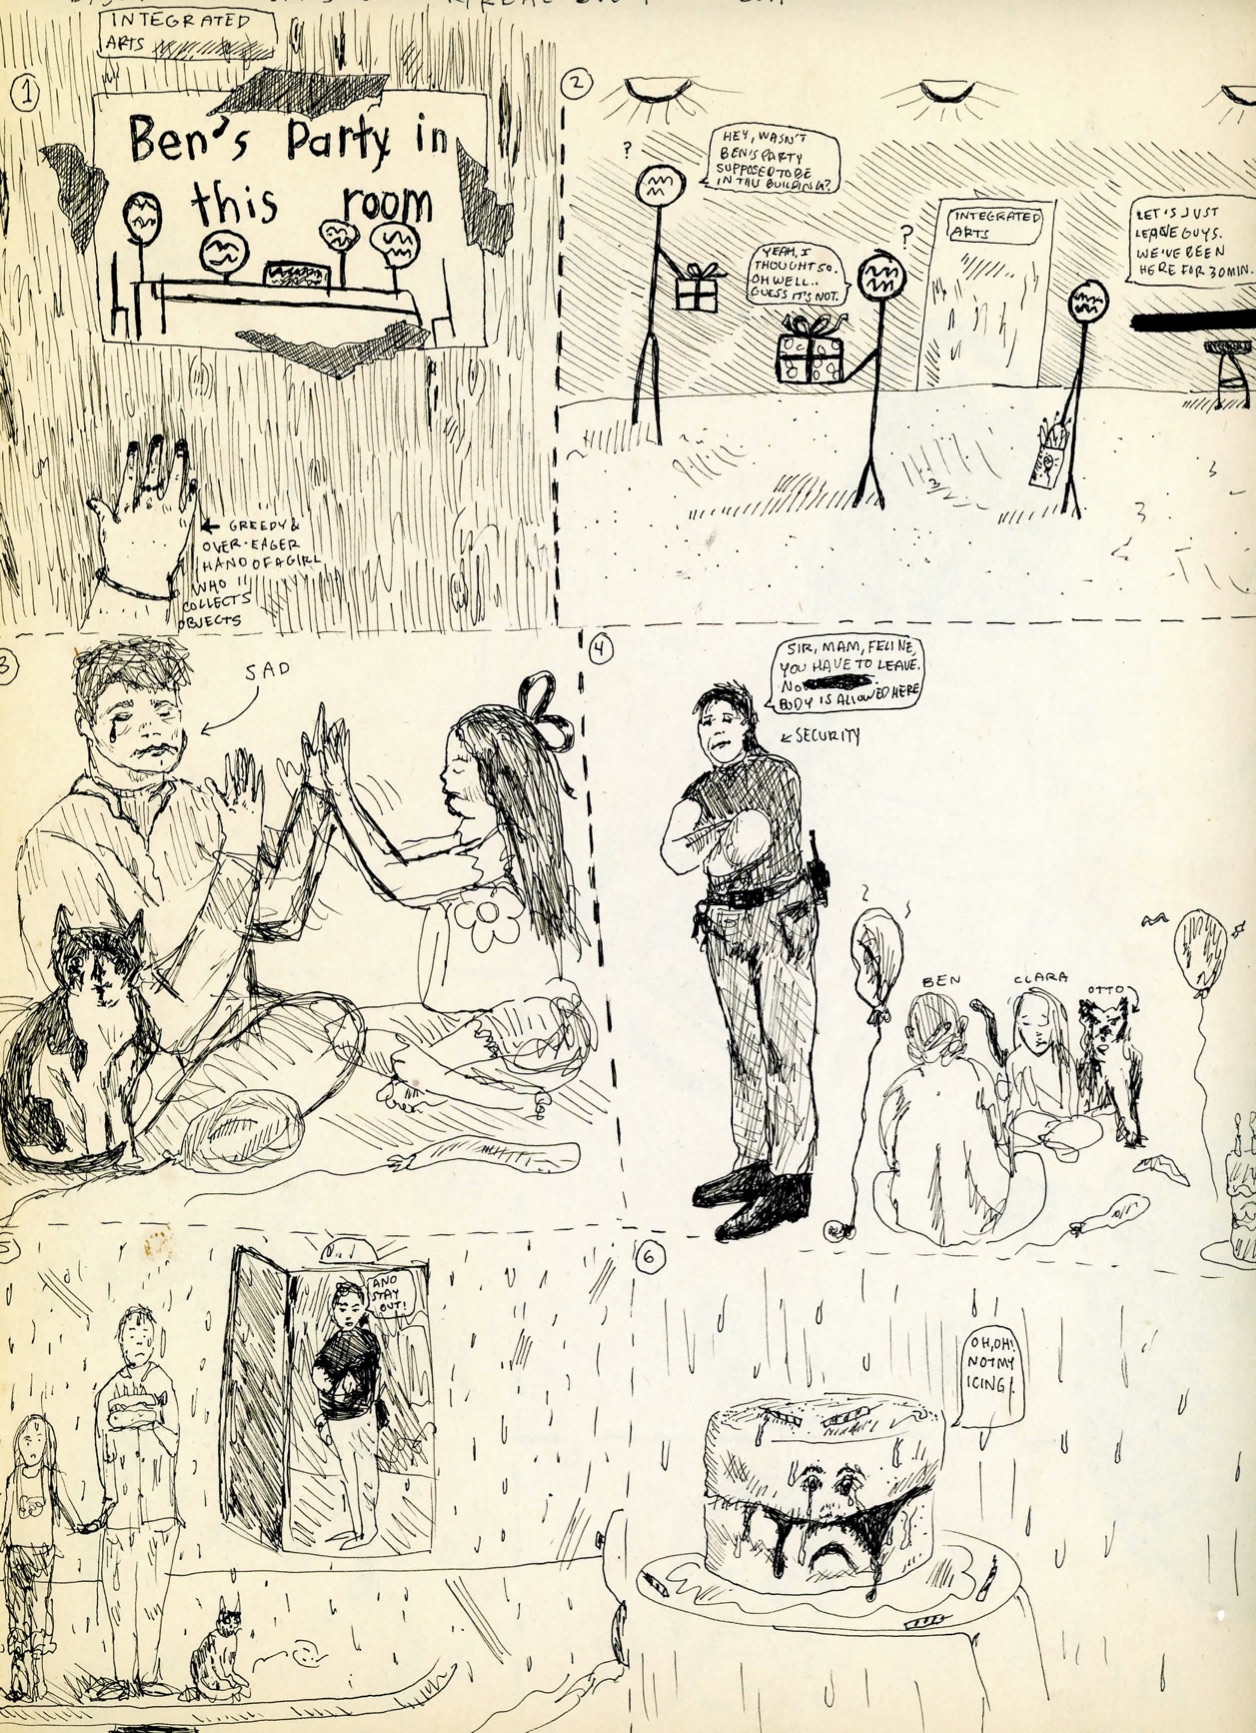 INTEGRATED
ARTS
1
Ben's Party in
this room
← GREEDY &
OVER-EAGER
HAND OF A GIRL
WHO
COLLECTS
OBJECTS
2
?
HEY, WASN'T
BEN'S PARTY
SUPPOSED TO BE
IN THIS BUILDING?
?
YEAH, I
THOUGHT SO.
OH WELL..
GUESS IT'S NOT.
INTEGRATED
ARTS
LET'S JUST
LEAVE GUYS.
WE'VE BEEN
HERE FOR 30 MIN.
3
SAD
4
SIR, MAM, FELINE,
YOU HAVE TO LEAVE.
NO
BODY IS ALLOWED HERE
← SECURITY
BEN
CLARA
OTTO
5
AND
STAY
OUT!
6
OH, OH!
NOT MY
ICING!